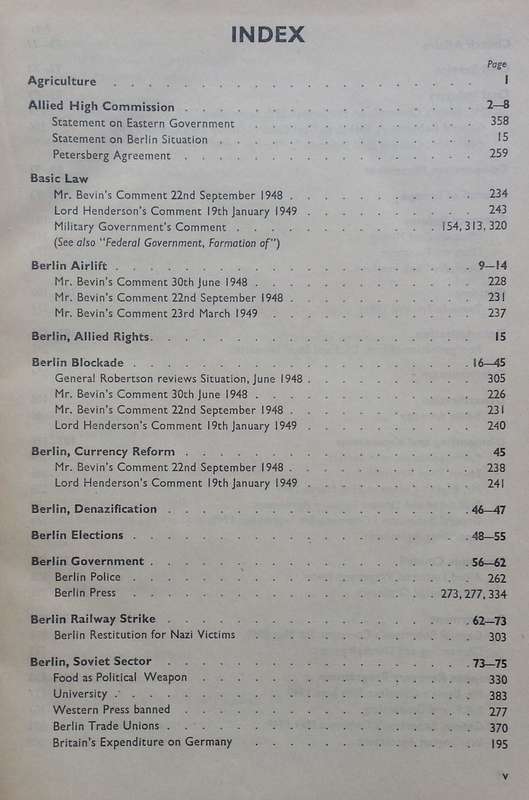 INDEX
Page
Agriculture . . . . . . . . . . . . . . . . . . 1
Allied High Commission . . . . . . . . . . . . . . 2—8
Statement on Eastern Government . . . . . . . . . . 358
Statement on Berlin Situation . . . . . . . . . . . . 15
Petersberg Agreement . . . . . . . . . . . . . . 259
Basic Law
Mr. Bevin's Comment 22nd September 1948 . . . . . . . . 234
Lord Henderson's Comment 19th January 1949 . . . . . . . 243
Military Government's Comment . . . . . . . . . 154, 313, 320
(See also "Federal Government, Formation of")
Berlin Airlift . . . . . . . . . . . . . . . . . 9—14
Mr. Bevin's Comment 30th June 1948 . . . . . . . . . . 228
Mr. Bevin's Comment 22nd September 1948 . . . . . . . . 231
Mr. Bevin's Comment 23rd March 1949 . . . . . . . . . 237
Berlin, Allied Rights . . . . . . . . . . . . . . . 15
Berlin Blockade . . . . . . . . . . . . . . . . 16—45
General Robertson reviews Situation, June 1948 . . . . . . . 305
Mr. Bevin's Comment 30th June 1948 . . . . . . . . . . 226
Mr. Bevin's Comment 22nd September 1948 . . . . . . . . 231
Lord Henderson's Comment 19th January 1949 . . . . . . . 240
Berlin, Currency Reform . . . . . . . . . . . . . . 45
Mr. Bevin's Comment 22nd September 1948 . . . . . . . . 238
Lord Henderson's Comment 19th January 1949 . . . . . . . 241
Berlin, Denazification . . . . . . . . . . . . . . 46—47
Berlin Elections . . . . . . . . . . . . . . . . 48—55
Berlin Government . . . . . . . . . . . . . . . 56—62
Berlin Police . . . . . . . . . . . . . . . . 262
Berlin Press . . . . . . . . . . . . . . 273, 277, 334
Berlin Railway Strike . . . . . . . . . . . . . . 62—73
Berlin Restitution for Nazi Victims . . . . . . . . . . 303
Berlin, Soviet Sector . . . . . . . . . . . . . . 73—75
Food as Political Weapon . . . . . . . . . . . . . 330
University . . . . . . . . . . . . . . . . . 383
Western Press banned . . . . . . . . . . . . . . 277
Berlin Trade Unions . . . . . . . . . . . . . . . 370
Britain's Expenditure on Germany . . . . . . . . . . 195
v